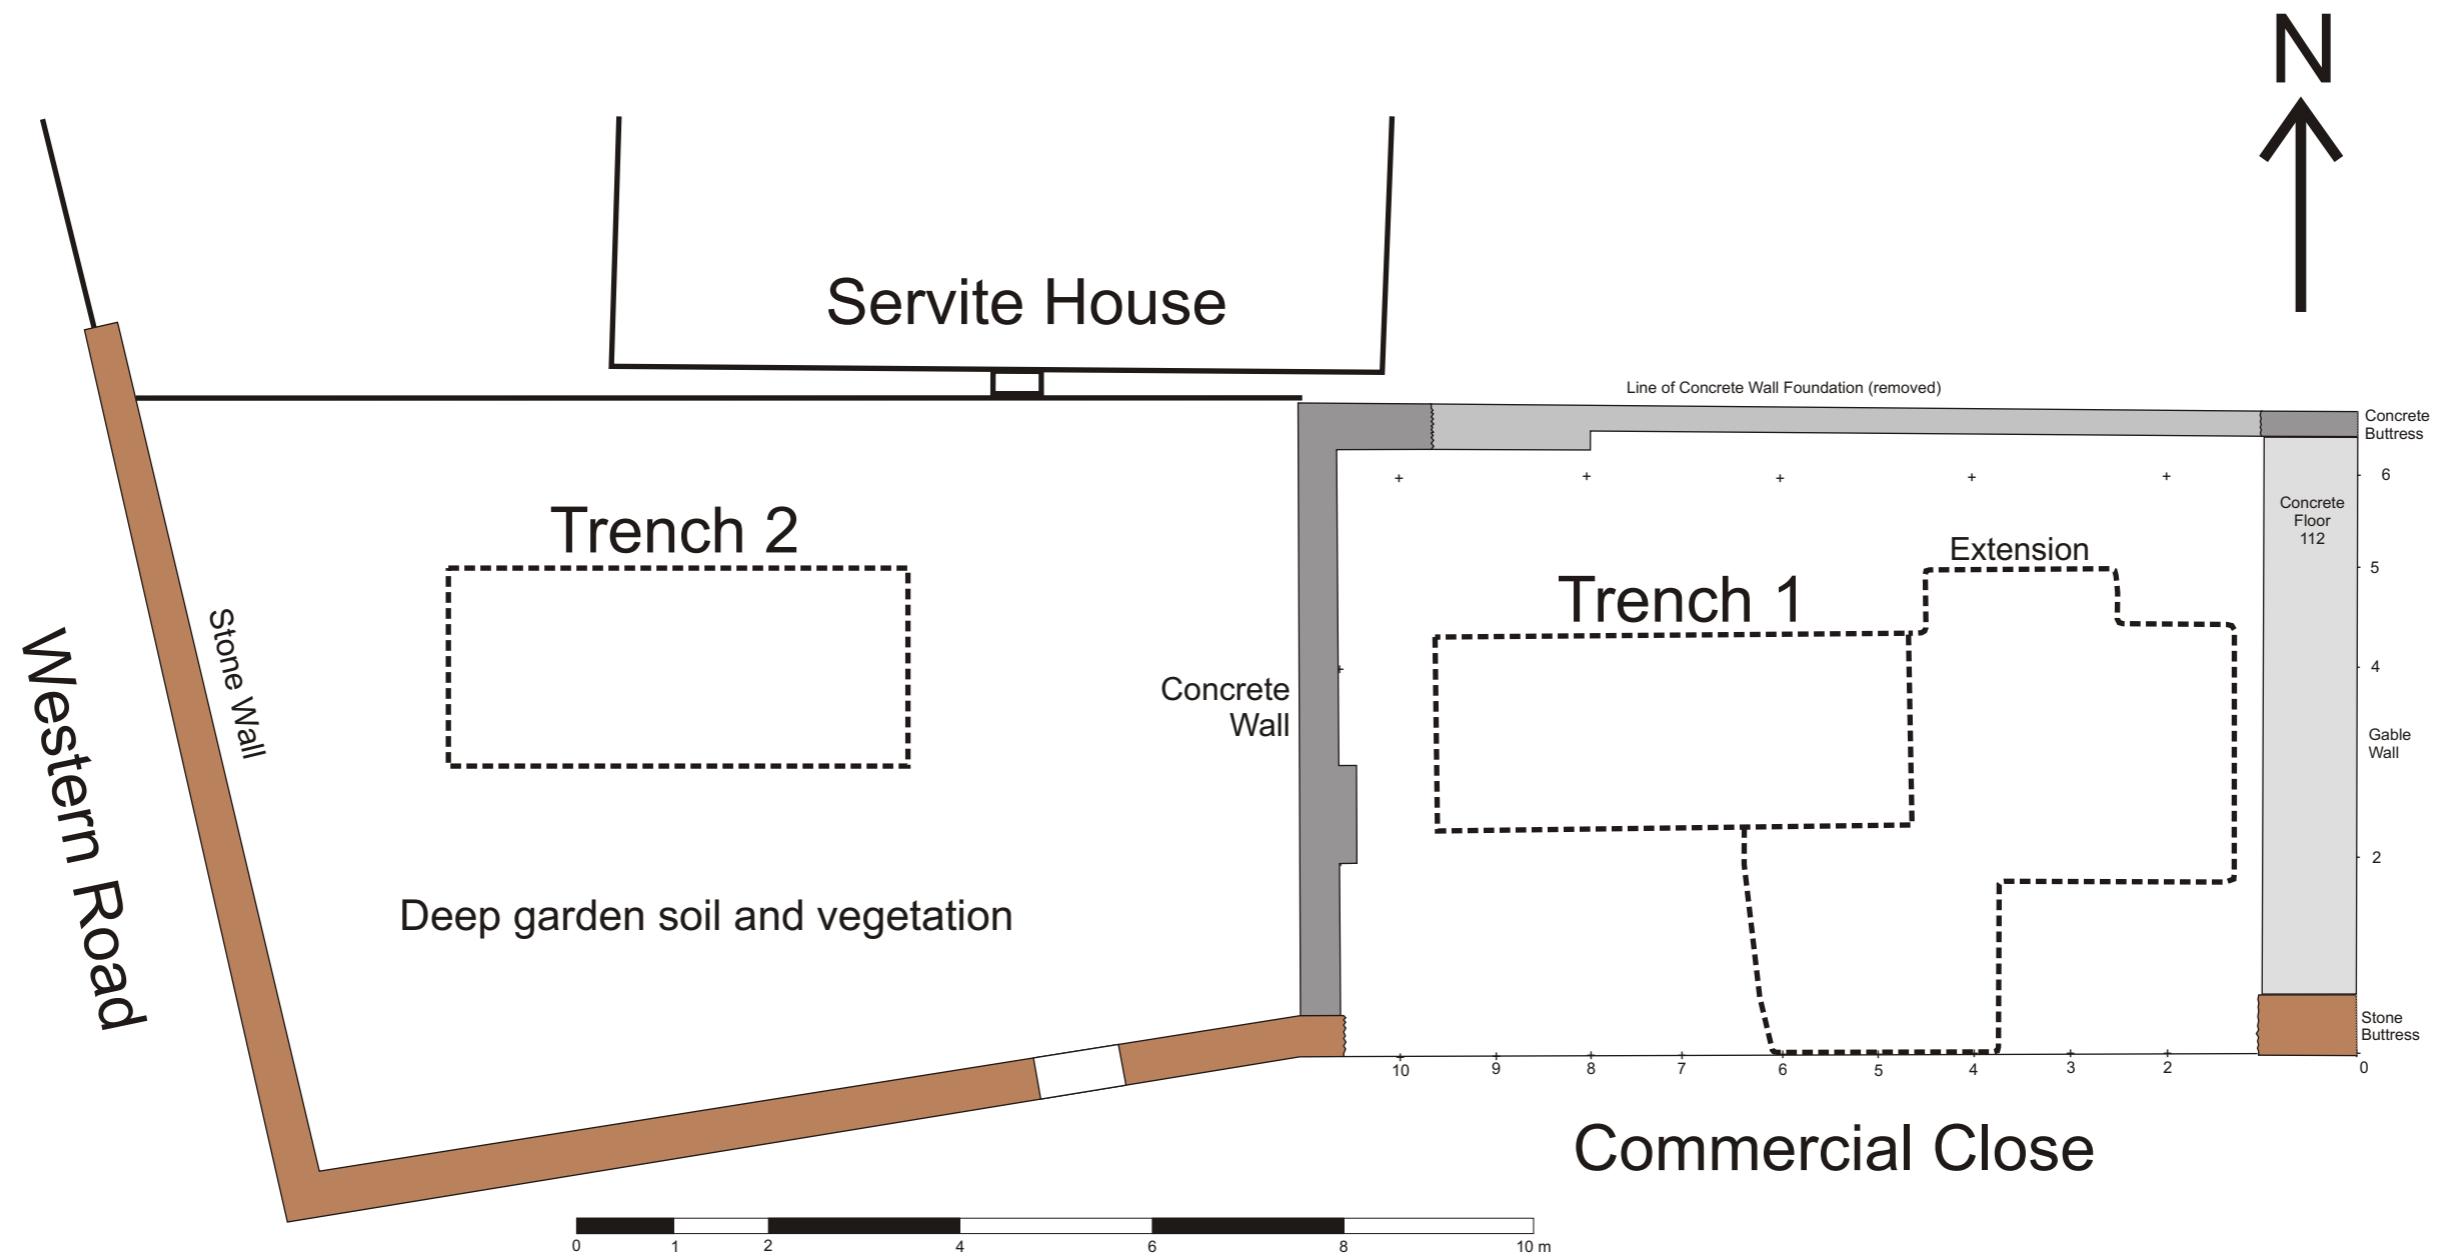 N
Servite House
Line of Concrete Wall Foundation (removed)
Concrete
Buttress
6
Concrete
Floor
112
Trench 2
Extension
5
Trench 1
4
Stone Wall
Western Road
Concrete
Wall
Gable
Wall
2
Deep garden soil and vegetation
Stone
Buttress
10 9 8 7 6 5 4 3 2 0
Commercial Close
0 1 2 4 6 8 10 m